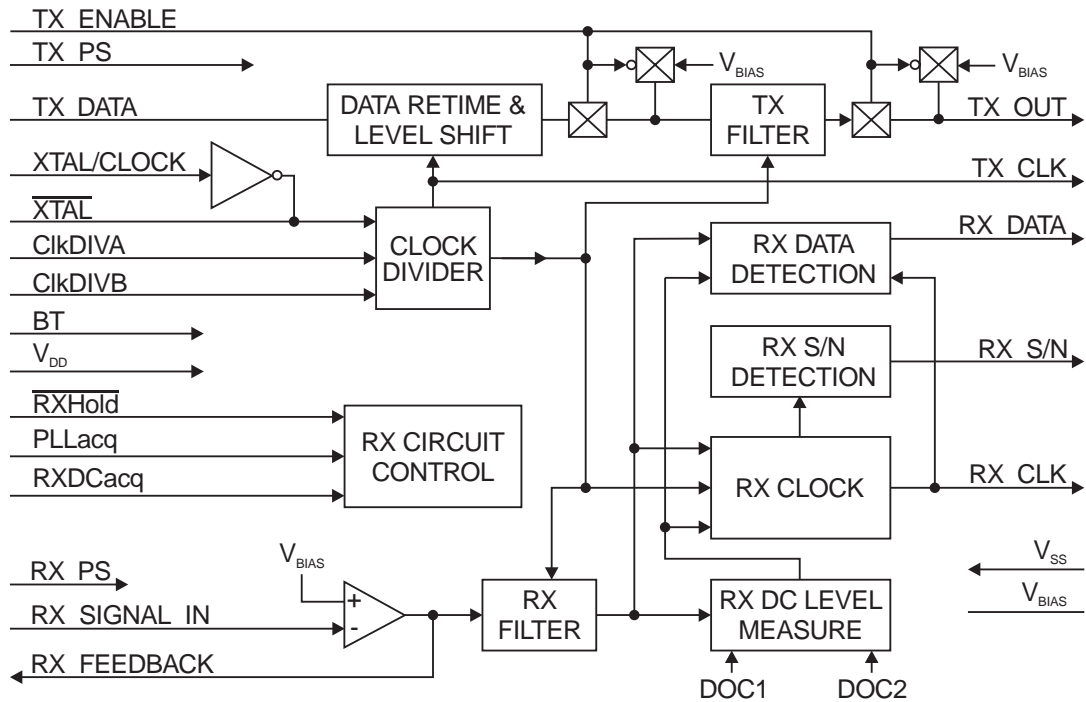 TX ENABLE
TX PS
V_BIAS
V_BIAS
TX DATA
DATA RETIME &
LEVEL SHIFT
TX
FILTER
TX OUT
XTAL/CLOCK
TX CLK
X̅T̅A̅L̅
ClkDIVA
ClkDIVB
CLOCK
DIVIDER
RX DATA
DETECTION
RX DATA
BT
V_DD
RX S/N
DETECTION
RX S/N
R̅X̅H̅o̅l̅d̅
PLLacq
RXDCacq
RX CIRCUIT
CONTROL
RX CLOCK
RX CLK
V_BIAS
RX PS
RX SIGNAL IN
RX FEEDBACK
+
-
RX
FILTER
RX DC LEVEL
MEASURE
V_SS
V_BIAS
DOC1
DOC2